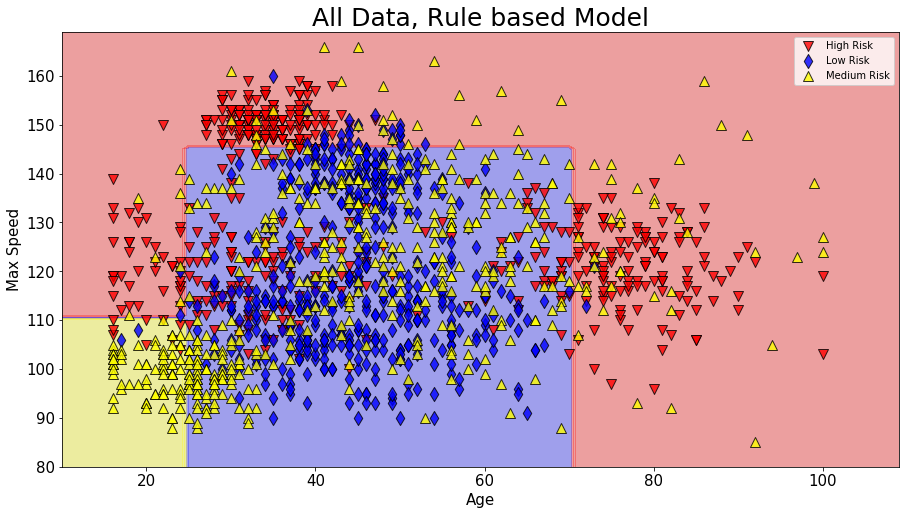 All Data, Rule based Model
High Risk
Low Risk
Medium Risk
Max Speed
160
150
140
130
120
110
100
90
80
20 40 60 80 100
Age